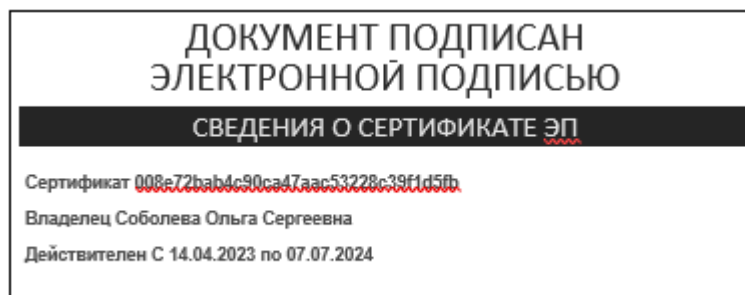 ДОКУМЕНТ ПОДПИСАН
ЭЛЕКТРОННОЙ ПОДПИСЬЮ
СВЕДЕНИЯ О СЕРТИФИКАТЕ ЭП
Сертификат 008e72bab4c90ca47aac53228c39f1d5fb
Владелец Соболева Ольга Сергеевна
Действителен С 14.04.2023 по 07.07.2024